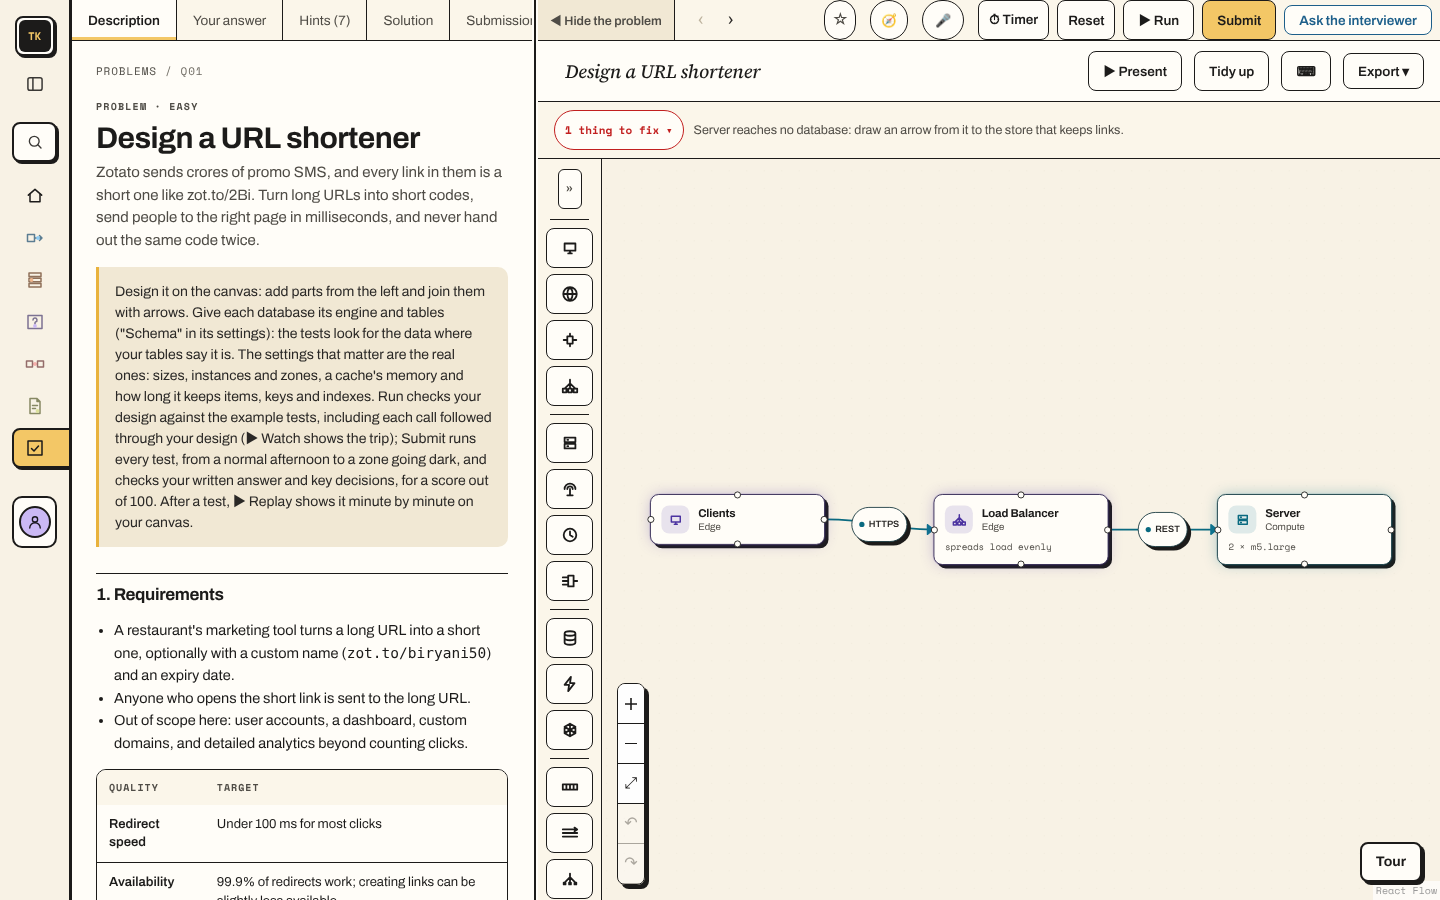 TK
Description
Your answer
Hints (7)
Solution
◀ Hide the problem
⏱ Timer
Reset
▶ Run
Submit
Ask the interviewer
PROBLEMS / Q01
PROBLEM · EASY
Design a URL shortener
Zotato sends crores of promo SMS, and every link in them is a
short one like zot.to/2Bi. Turn long URLs into short codes,
send people to the right page in milliseconds, and never hand
out the same code twice.
Design it on the canvas: add parts from the left and join them
with arrows. Give each database its engine and tables
("Schema" in its settings): the tests look for the data where
your tables say it is. The settings that matter are the real
ones: sizes, instances and zones, a cache's memory and
how long it keeps items, keys and indexes. Run checks your
design against the example tests, including each call followed
through your design (▶ Watch shows the trip); Submit runs
every test, from a normal afternoon to a zone going dark, and
checks your written answer and key decisions, for a score out
of 100. After a test, ▶ Replay shows it minute by minute on
your canvas.
1. Requirements
• A restaurant's marketing tool turns a long URL into a short
one, optionally with a custom name (zot.to/biryani50)
and an expiry date.
• Anyone who opens the short link is sent to the long URL.
• Out of scope here: user accounts, a dashboard, custom
domains, and detailed analytics beyond counting clicks.
QUALITY TARGET
Redirect speed
Under 100 ms for most clicks
Availability
99.9% of redirects work; creating links can be
Design a URL shortener
▶ Present
Tidy up
Export ▾
1 thing to fix ▾
Server reaches no database: draw an arrow from it to the store that keeps links.
»
Clients
Edge
HTTPS
Load Balancer
Edge
spreads load evenly
REST
Server
Compute
2 × m5.large
Tour
React Flow